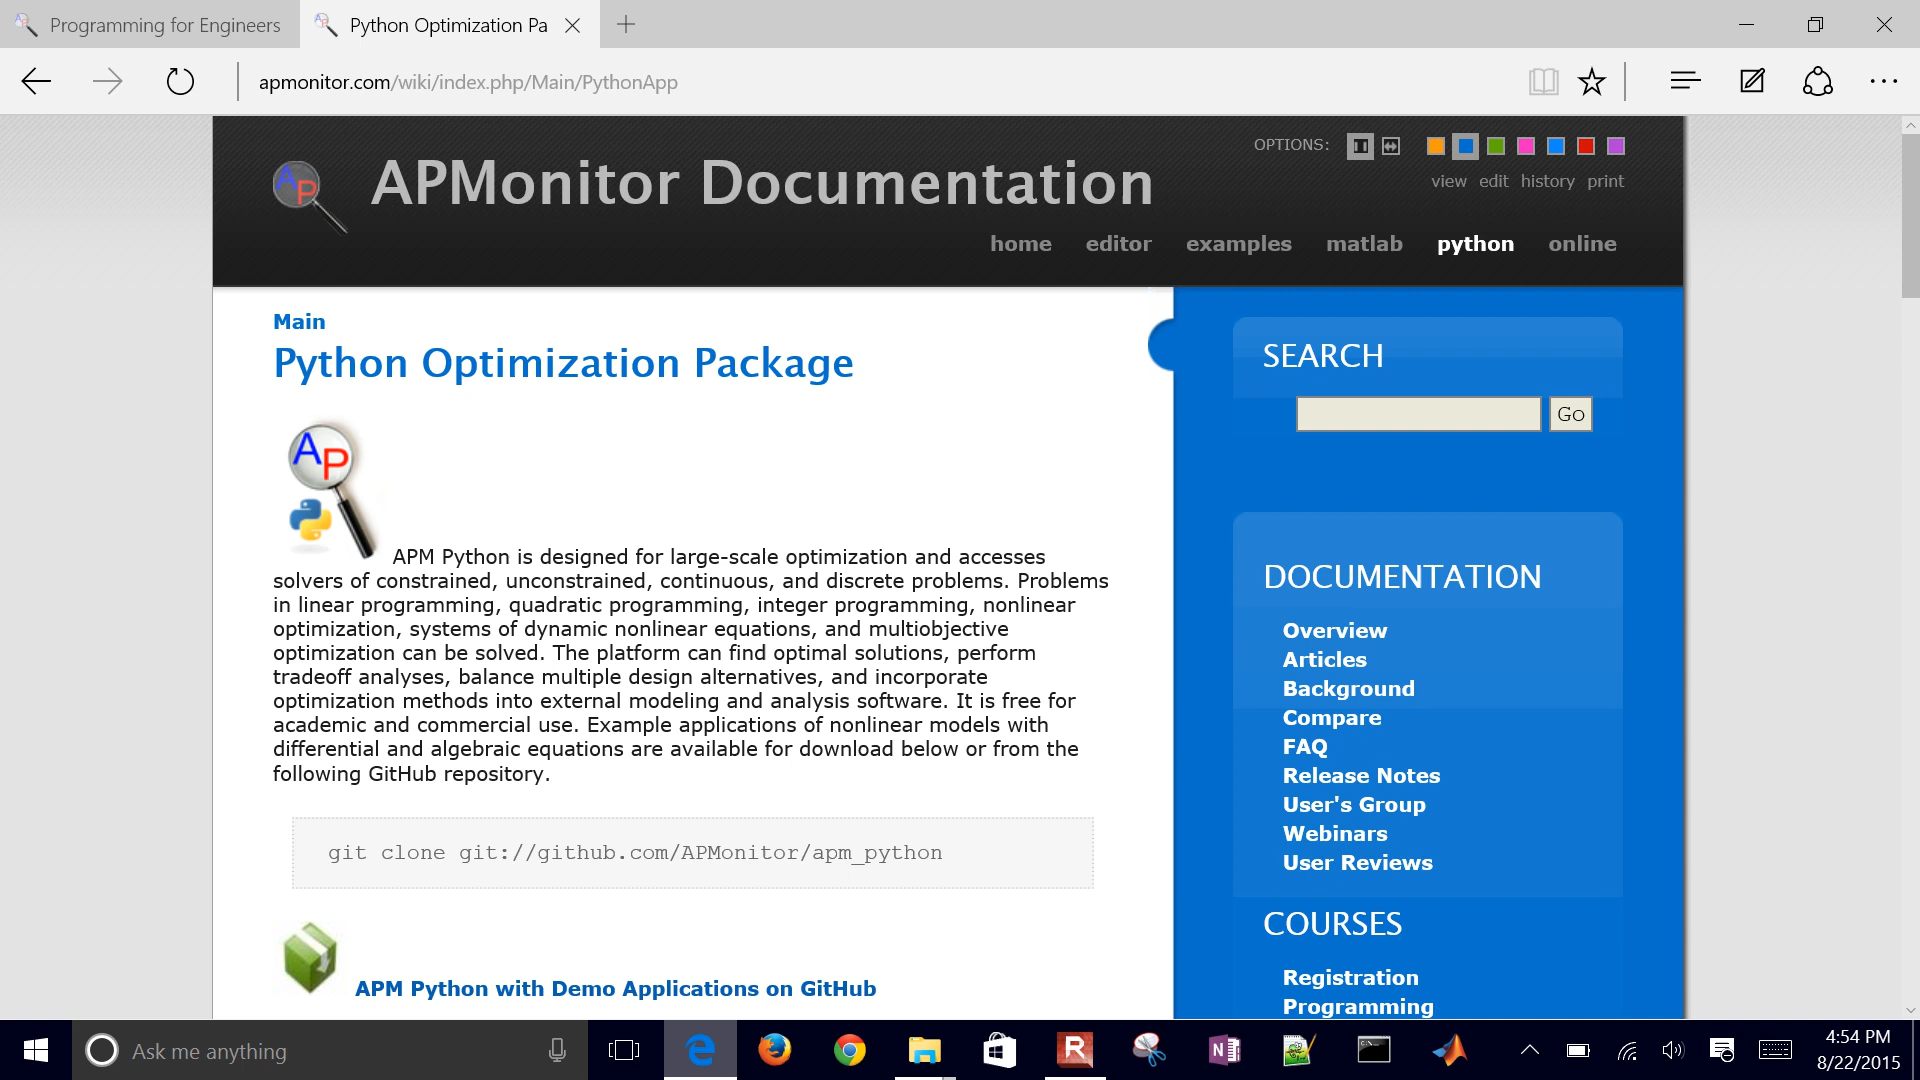 Programming for Engineers
Python Optimization Pa
apmonitor.com/wiki/index.php/Main/PythonApp
OPTIONS:
view edit history print
AP
APMonitor Documentation
home editor examples matlab python online
Main
Python Optimization Package
AP
APM Python is designed for large-scale optimization and accesses
solvers of constrained, unconstrained, continuous, and discrete problems. Problems
in linear programming, quadratic programming, integer programming, nonlinear
optimization, systems of dynamic nonlinear equations, and multiobjective
optimization can be solved. The platform can find optimal solutions, perform
tradeoff analyses, balance multiple design alternatives, and incorporate
optimization methods into external modeling and analysis software. It is free for
academic and commercial use. Example applications of nonlinear models with
differential and algebraic equations are available for download below or from the
following GitHub repository.
git clone git://github.com/APMonitor/apm_python
APM Python with Demo Applications on GitHub
SEARCH
Go
DOCUMENTATION
Overview
Articles
Background
Compare
FAQ
Release Notes
User's Group
Webinars
User Reviews
COURSES
Registration
Programming
Ask me anything
R
N
4:54 PM
8/22/2015